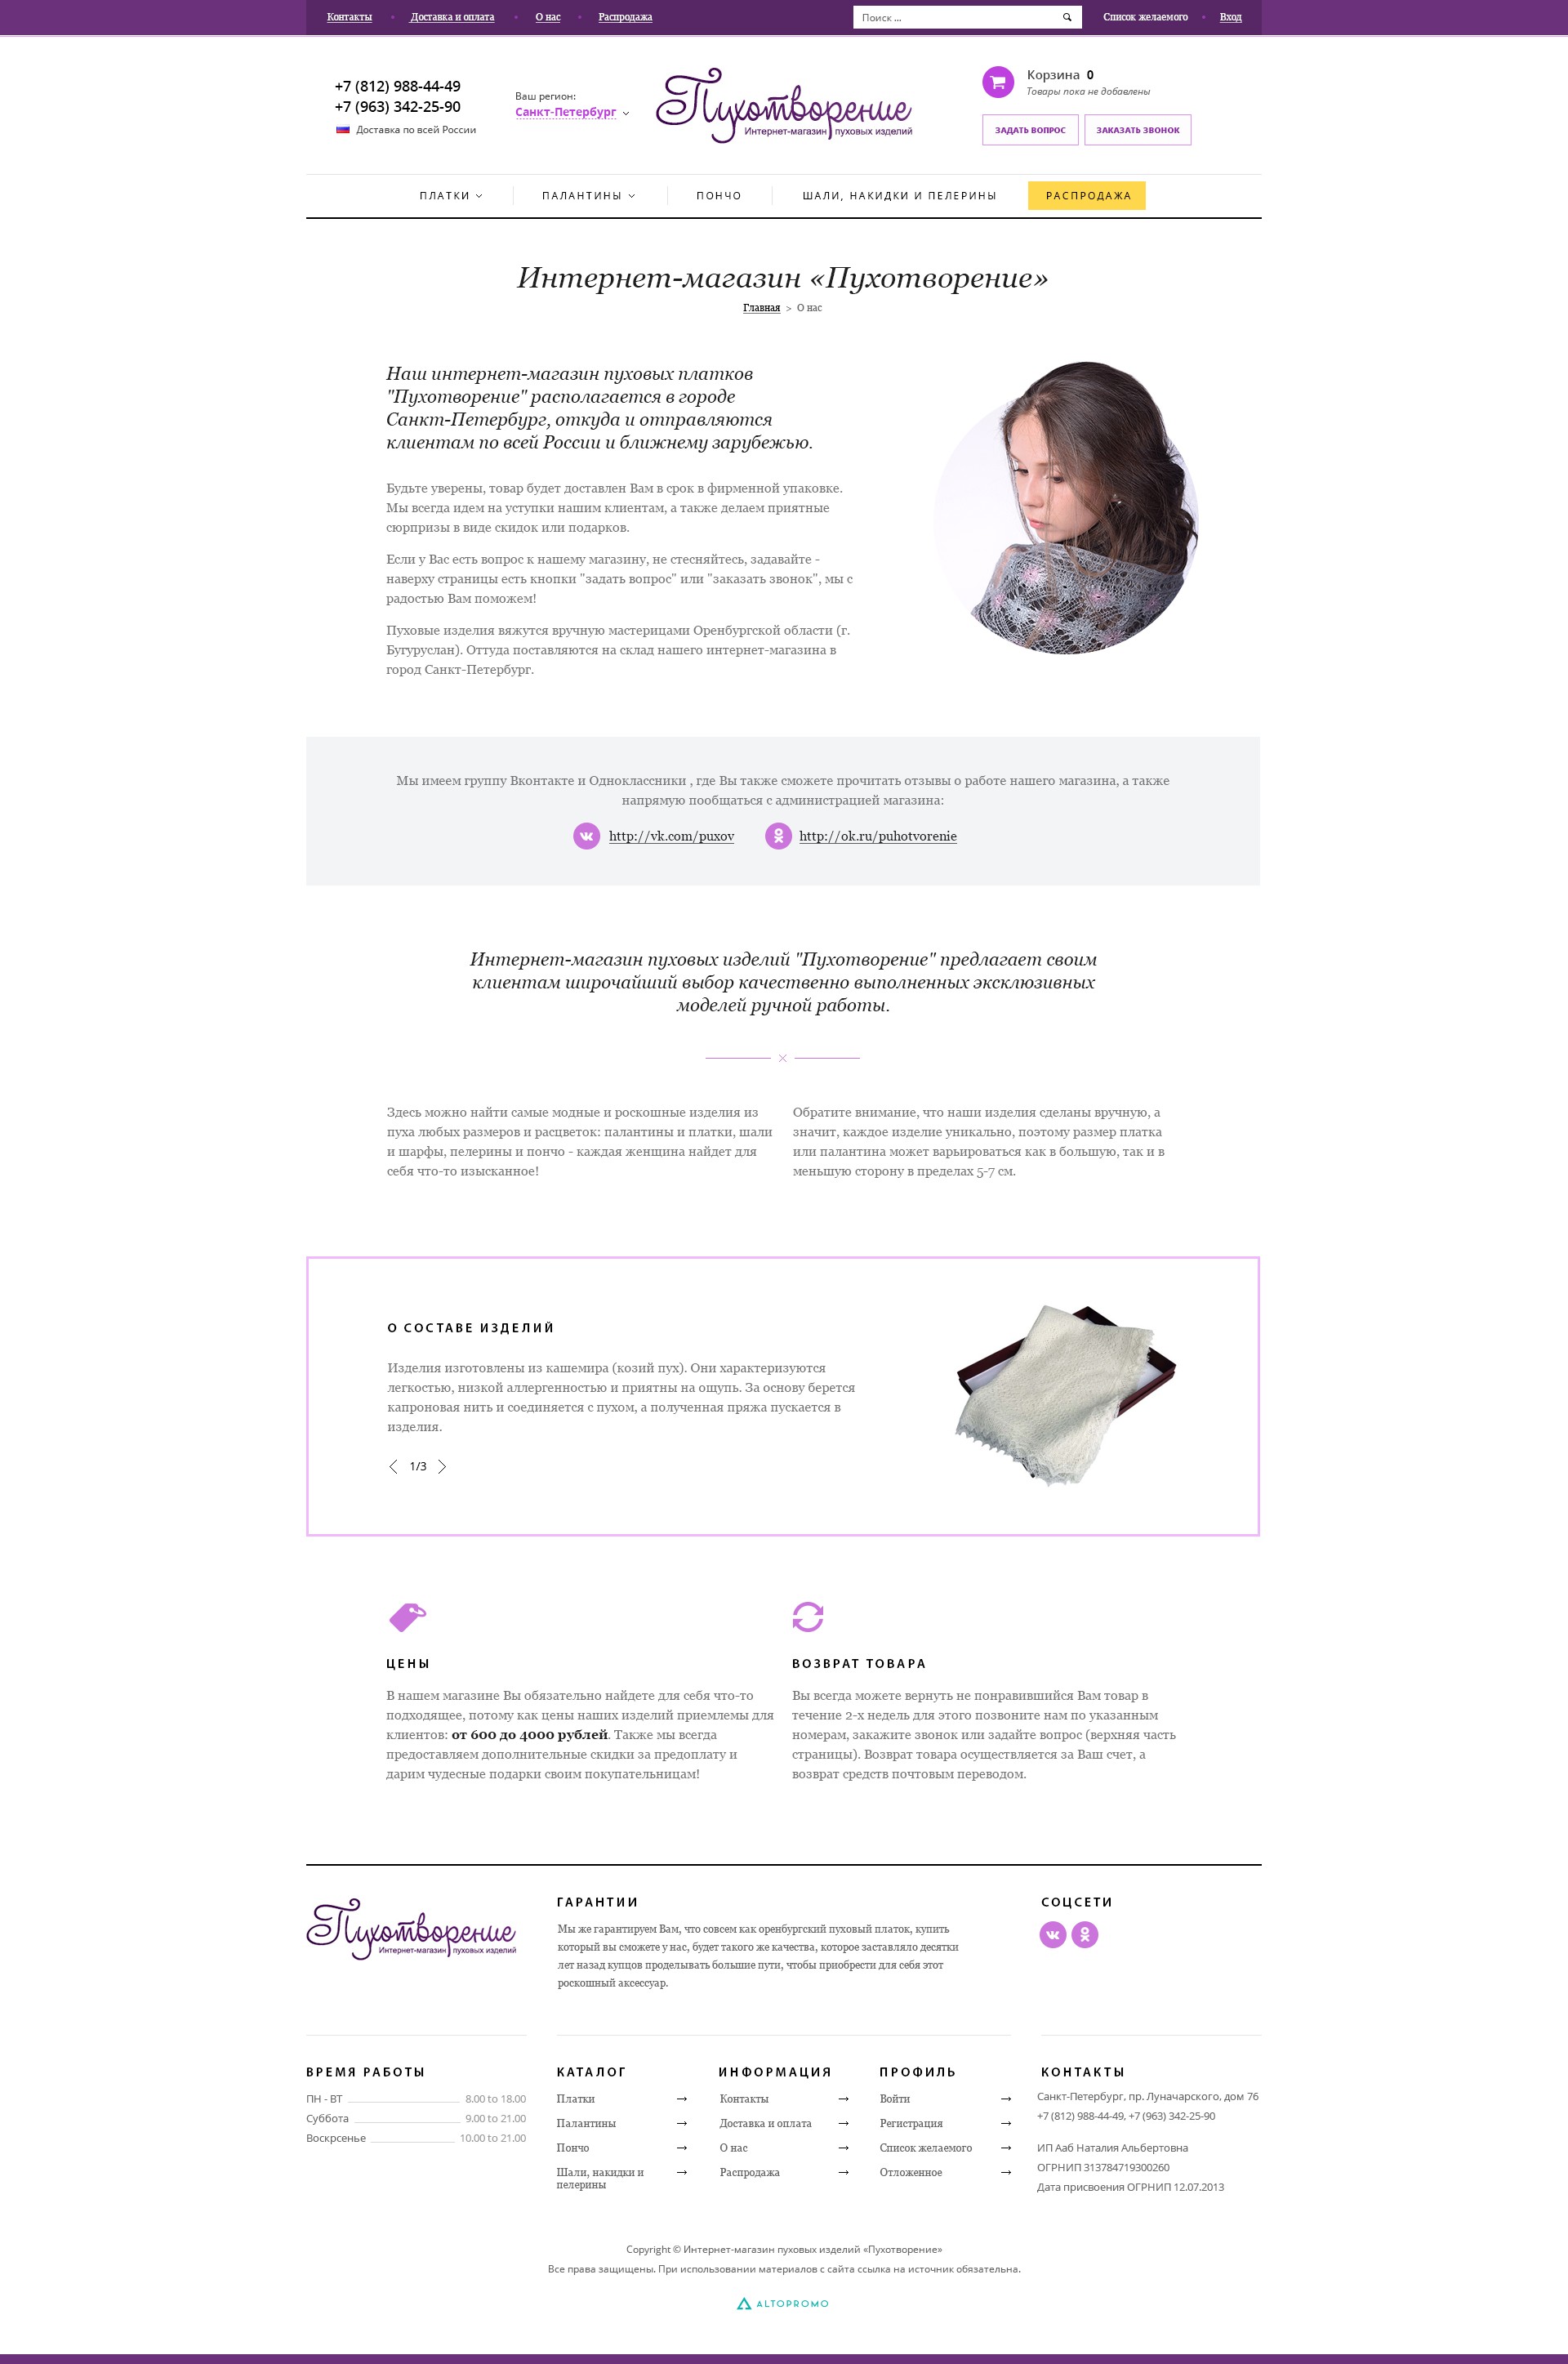 Контакты • Доставка и оплата • О нас • Распродажа
Поиск ...
Список желаемого • Вход
+7 (812) 988-44-49
+7 (963) 342-25-90
Доставка по всей России
Ваш регион:
Санкт-Петербург
Пухотворение
Интернет-магазин пуховых изделий
Корзина 0
Товары пока не добавлены
ЗАДАТЬ ВОПРОС
ЗАКАЗАТЬ ЗВОНОК
ПЛАТКИ
ПАЛАНТИНЫ
ПОНЧО
ШАЛИ, НАКИДКИ И ПЕЛЕРИНЫ
РАСПРОДАЖА
Интернет-магазин «Пухотворение»
Главная > О нас
Наш интернет-магазин пуховых платков
"Пухотворение" располагается в городе
Санкт-Петербург, откуда и отправляются
клиентам по всей России и ближнему зарубежью.
Будьте уверены, товар будет доставлен Вам в срок в фирменной упаковке.
Мы всегда идем на уступки нашим клиентам, а также делаем приятные
сюрпризы в виде скидок или подарков.
Если у Вас есть вопрос к нашему магазину, не стесняйтесь, задавайте -
наверху страницы есть кнопки "задать вопрос" или "заказать звонок", мы с
радостью Вам поможем!
Пуховые изделия вяжутся вручную мастерицами Оренбургской области (г.
Бугуруслан). Оттуда поставляются на склад нашего интернет-магазина в
город Санкт-Петербург.
Мы имеем группу Вконтакте и Одноклассники , где Вы также сможете прочитать отзывы о работе нашего магазина, а также
напрямую пообщаться с администрацией магазина:
http://vk.com/puxov
http://ok.ru/puhotvorenie
Интернет-магазин пуховых изделий "Пухотворение" предлагает своим
клиентам широчайший выбор качественно выполненных эксклюзивных
моделей ручной работы.
Здесь можно найти самые модные и роскошные изделия из
пуха любых размеров и расцветок: палантины и платки, шали
и шарфы, пелерины и пончо - каждая женщина найдет для
себя что-то изысканное!
Обратите внимание, что наши изделия сделаны вручную, а
значит, каждое изделие уникально, поэтому размер платка
или палантина может варьироваться как в большую, так и в
меньшую сторону в пределах 5-7 см.
О СОСТАВЕ ИЗДЕЛИЙ
Изделия изготовлены из кашемира (козий пух). Они характеризуются
легкостью, низкой аллергенностью и приятны на ощупь. За основу берется
капроновая нить и соединяется с пухом, а полученная пряжа пускается в
изделия.
1/3
ЦЕНЫ
В нашем магазине Вы обязательно найдете для себя что-то
подходящее, потому как цены наших изделий приемлемы для
клиентов: от 600 до 4000 рублей. Также мы всегда
предоставляем дополнительные скидки за предоплату и
дарим чудесные подарки своим покупательницам!
ВОЗВРАТ ТОВАРА
Вы всегда можете вернуть не понравившийся Вам товар в
течение 2-х недель для этого позвоните нам по указанным
номерам, закажите звонок или задайте вопрос (верхняя часть
страницы). Возврат товара осуществляется за Ваш счет, а
возврат средств почтовым переводом.
Пухотворение
Интернет-магазин пуховых изделий
ГАРАНТИИ
Мы же гарантируем Вам, что совсем как оренбургский пуховый платок, купить
который вы сможете у нас, будет такого же качества, которое заставляло десятки
лет назад купцов проделывать большие пути, чтобы приобрести для себя этот
роскошный аксессуар.
СОЦСЕТИ
ВРЕМЯ РАБОТЫ
ПН - ВТ 8.00 to 18.00
Суббота 9.00 to 21.00
Воскрсенье 10.00 to 21.00
КАТАЛОГ
Платки
Палантины
Пончо
Шали, накидки и
пелерины
ИНФОРМАЦИЯ
Контакты
Доставка и оплата
О нас
Распродажа
ПРОФИЛЬ
Войти
Регистрация
Список желаемого
Отложенное
КОНТАКТЫ
Санкт-Петербург, пр. Луначарского, дом 76
+7 (812) 988-44-49, +7 (963) 342-25-90
ИП Ааб Наталия Альбертовна
ОГРНИП 313784719300260
Дата присвоения ОГРНИП 12.07.2013
Copyright © Интернет-магазин пуховых изделий «Пухотворение»
Все права защищены. При использовании материалов с сайта ссылка на источник обязательна.
ALTOPROMO